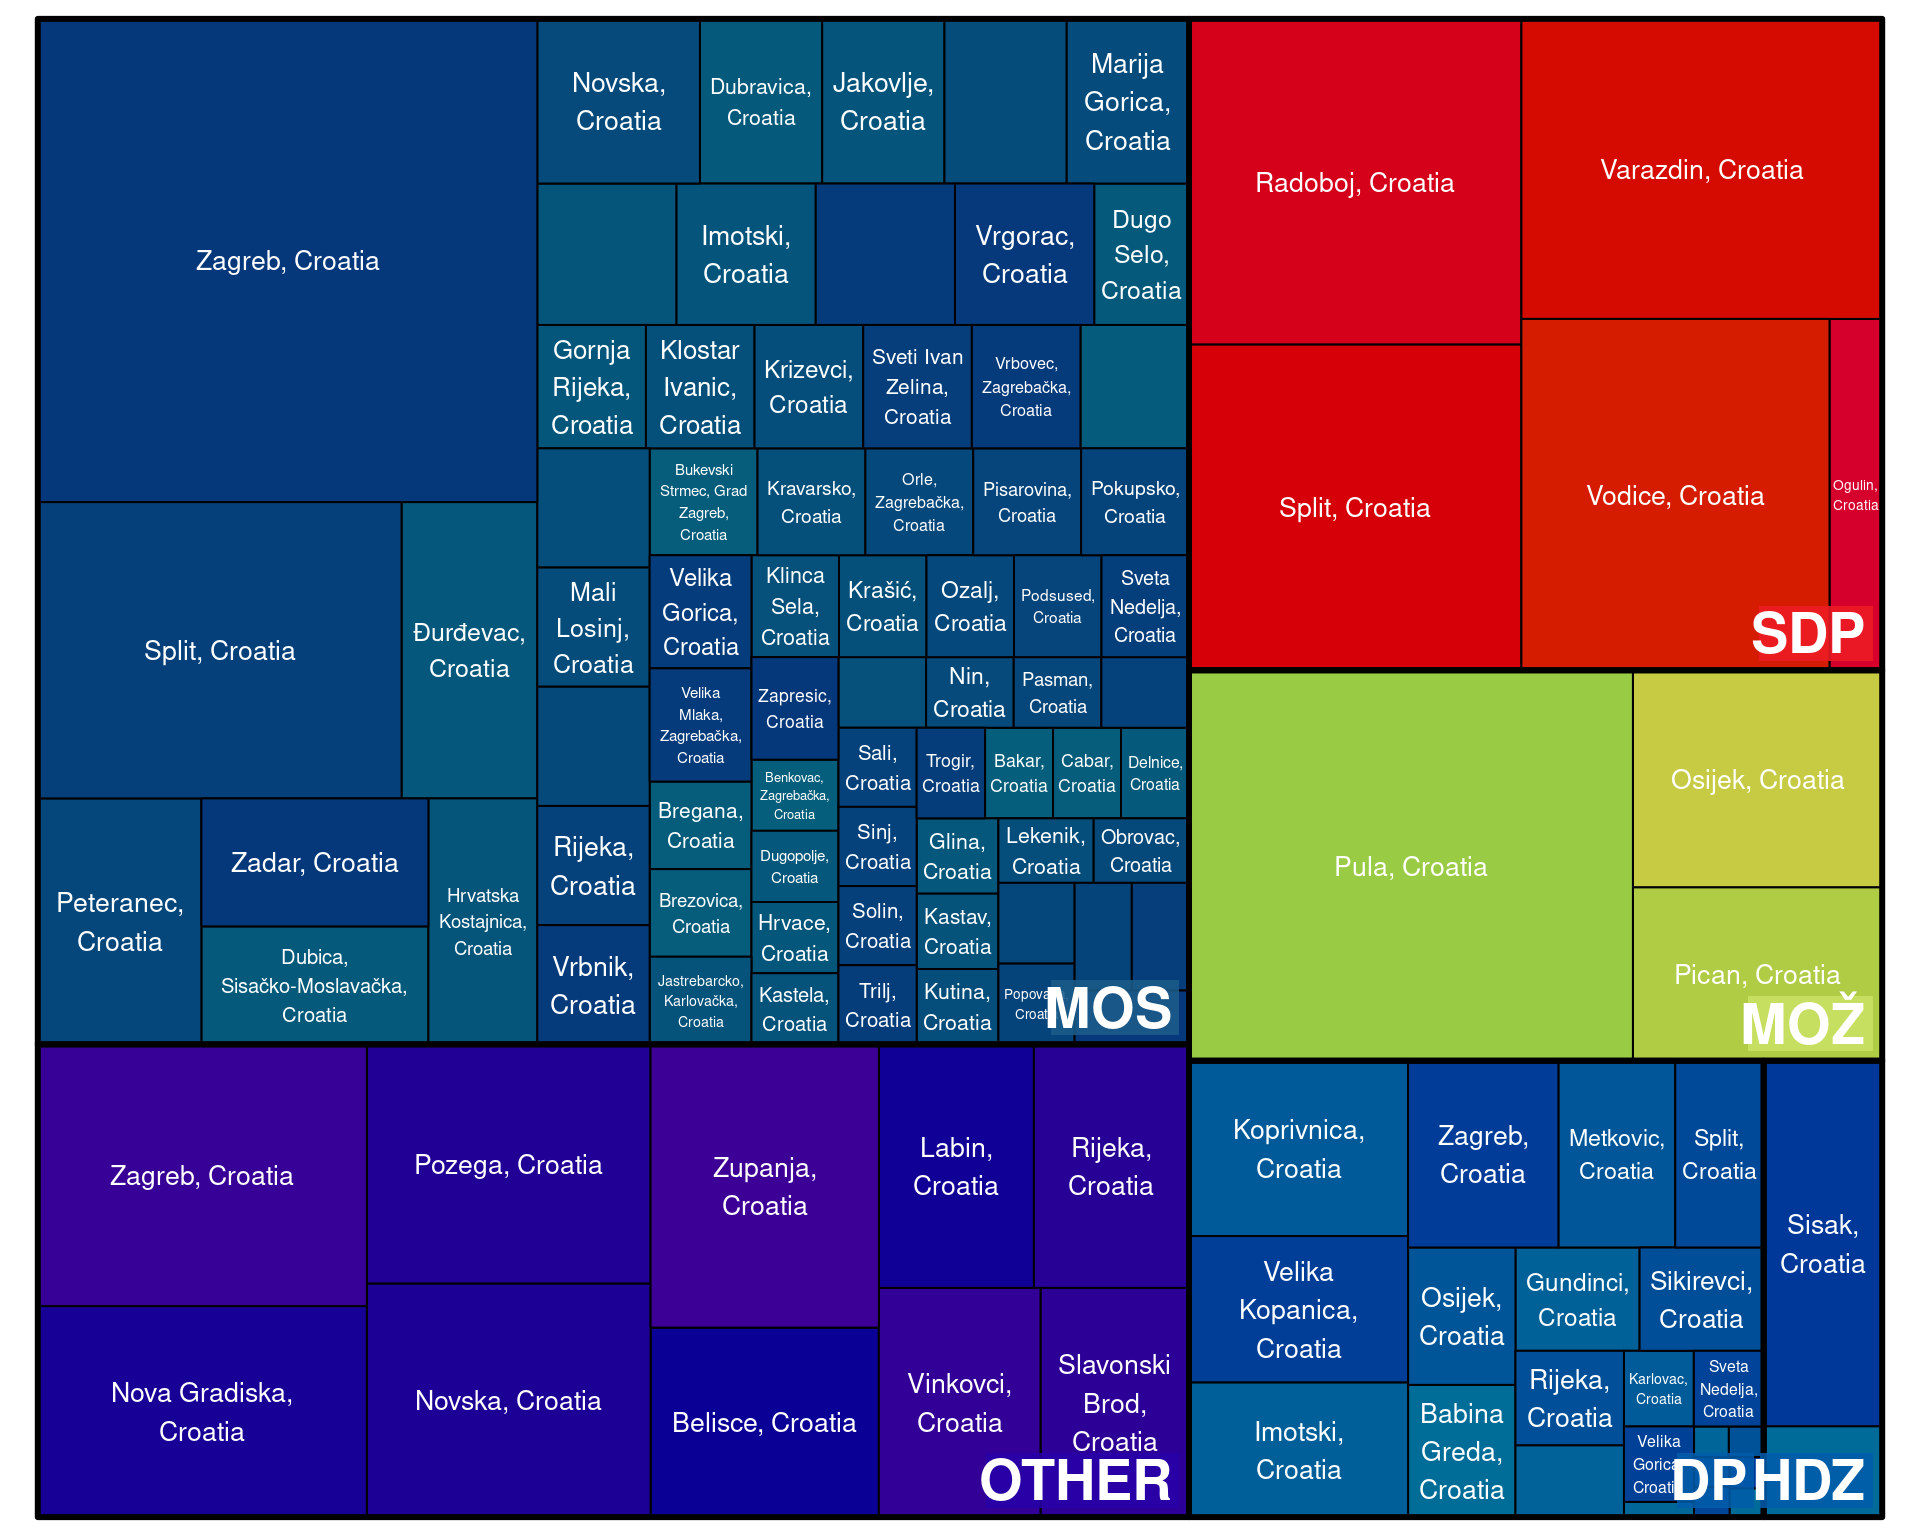 Zagreb, Croatia
Split, Croatia
Đurđevac,
Croatia
Peteranec,
Croatia
Zadar, Croatia
Dubica,
Sisačko-Moslavačka,
Croatia
Hrvatska
Kostajnica,
Croatia
Novska,
Croatia
Dubravica,
Croatia
Jakovlje,
Croatia
Marija
Gorica,
Croatia
Imotski,
Croatia
Vrgorac,
Croatia
Dugo
Selo,
Croatia
Gornja
Rijeka,
Croatia
Klostar
Ivanic,
Croatia
Krizevci,
Croatia
Sveti Ivan
Zelina,
Croatia
Vrbovec,
Zagrebačka,
Croatia
Bukevski
Strmec, Grad
Zagreb,
Croatia
Kravarsko,
Croatia
Orle,
Zagrebačka,
Croatia
Pisarovina,
Croatia
Pokupsko,
Croatia
Mali
Losinj,
Croatia
Rijeka,
Croatia
Vrbnik,
Croatia
Velika
Gorica,
Croatia
Velika
Mlaka,
Zagrebačka,
Croatia
Bregana,
Croatia
Brezovica,
Croatia
Jastrebarcko,
Karlovačka,
Croatia
Klinca
Sela,
Croatia
Zapresic,
Croatia
Benkovac,
Zagrebačka,
Croatia
Dugopolje,
Croatia
Hrvace,
Croatia
Kastela,
Croatia
Krašić,
Croatia
Ozalj,
Croatia
Podsused,
Croatia
Sveta
Nedelja,
Croatia
Nin,
Croatia
Pasman,
Croatia
Sali,
Croatia
Sinj,
Croatia
Solin,
Croatia
Trilj,
Croatia
Trogir,
Croatia
Bakar,
Croatia
Cabar,
Croatia
Delnice,
Croatia
Glina,
Croatia
Kastav,
Croatia
Kutina,
Croatia
Lekenik,
Croatia
Obrovac,
Croatia
MOS
Radoboj, Croatia
Split, Croatia
Varazdin, Croatia
Vodice, Croatia
Ogulin,
Croatia
SDP
Pula, Croatia
Osijek, Croatia
Pican, Croatia
MOŽ
Zagreb, Croatia
Nova Gradiska,
Croatia
Pozega, Croatia
Novska, Croatia
Zupanja,
Croatia
Belisce, Croatia
Labin,
Croatia
Rijeka,
Croatia
Vinkovci,
Croatia
Slavonski
Brod,
Croatia
OTHER
Koprivnica,
Croatia
Velika
Kopanica,
Croatia
Imotski,
Croatia
Zagreb,
Croatia
Metkovic,
Croatia
Split,
Croatia
Osijek,
Croatia
Babina
Greda,
Croatia
Gundinci,
Croatia
Sikirevci,
Croatia
Rijeka,
Croatia
Karlovac,
Croatia
Sveta
Nedelja,
Croatia
Velika
DP
Sisak,
Croatia
HDZ